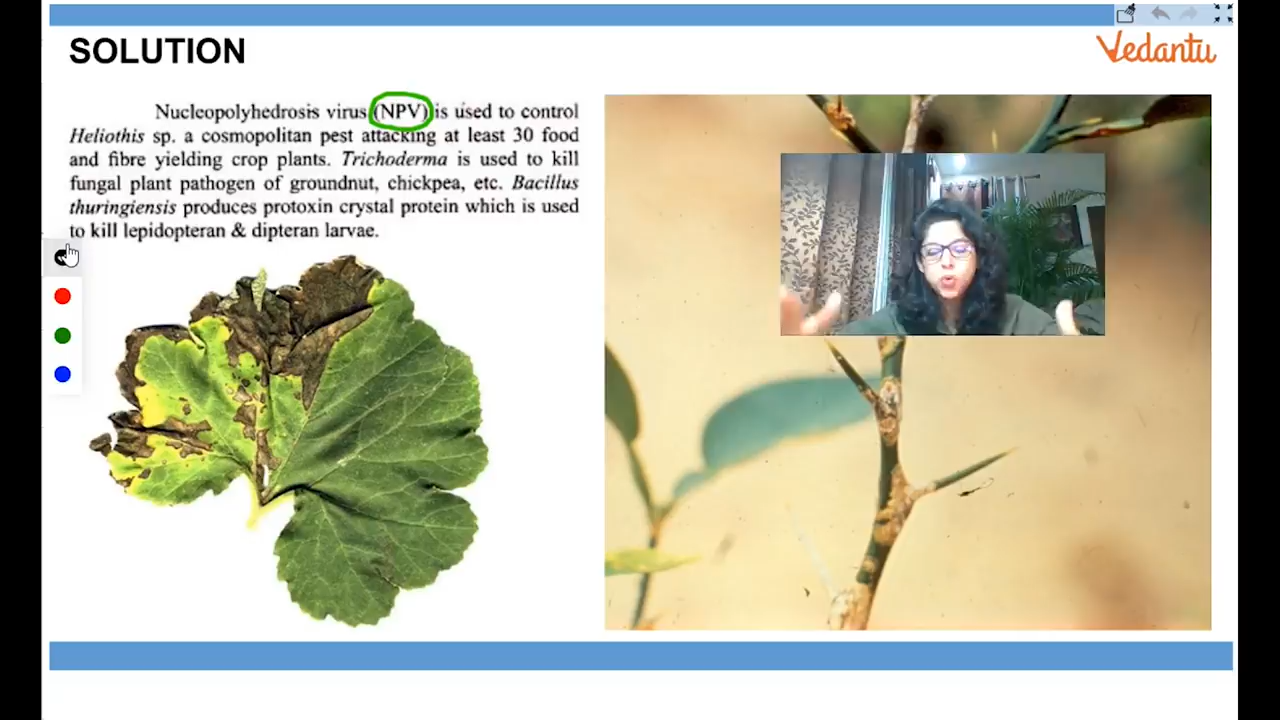 SOLUTION
Vedantu
Nucleopolyhedrosis virus (NPV) is used to control
Heliothis sp. a cosmopolitan pest attacking at least 30 food
and fibre yielding crop plants. Trichoderma is used to kill
fungal plant pathogen of groundnut, chickpea, etc. Bacillus
thuringiensis produces protoxin crystal protein which is used
to kill lepidopteran & dipteran larvae.